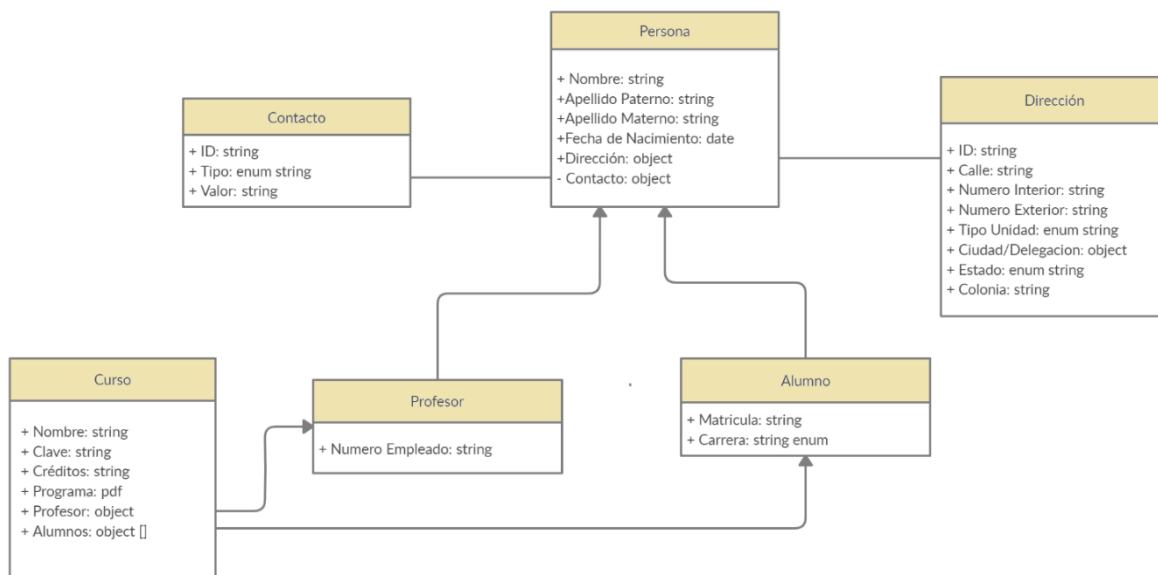 Persona
+ Nombre: string
+Apellido Paterno: string
+Apellido Materno: string
+Fecha de Nacimiento: date
+Dirección: object
- Contacto: object
Contacto
+ ID: string
+ Tipo: enum string
+ Valor: string
Dirección
+ ID: string
+ Calle: string
+ Numero Interior: string
+ Numero Exterior: string
+ Tipo Unidad: enum string
+ Ciudad/Delegacion: object
+ Estado: enum string
+ Colonia: string
Curso
+ Nombre: string
+ Clave: string
+ Créditos: string
+ Programa: pdf
+ Profesor: object
+ Alumnos: object []
Profesor
+ Numero Empleado: string
Alumno
+ Matricula: string
+ Carrera: string enum